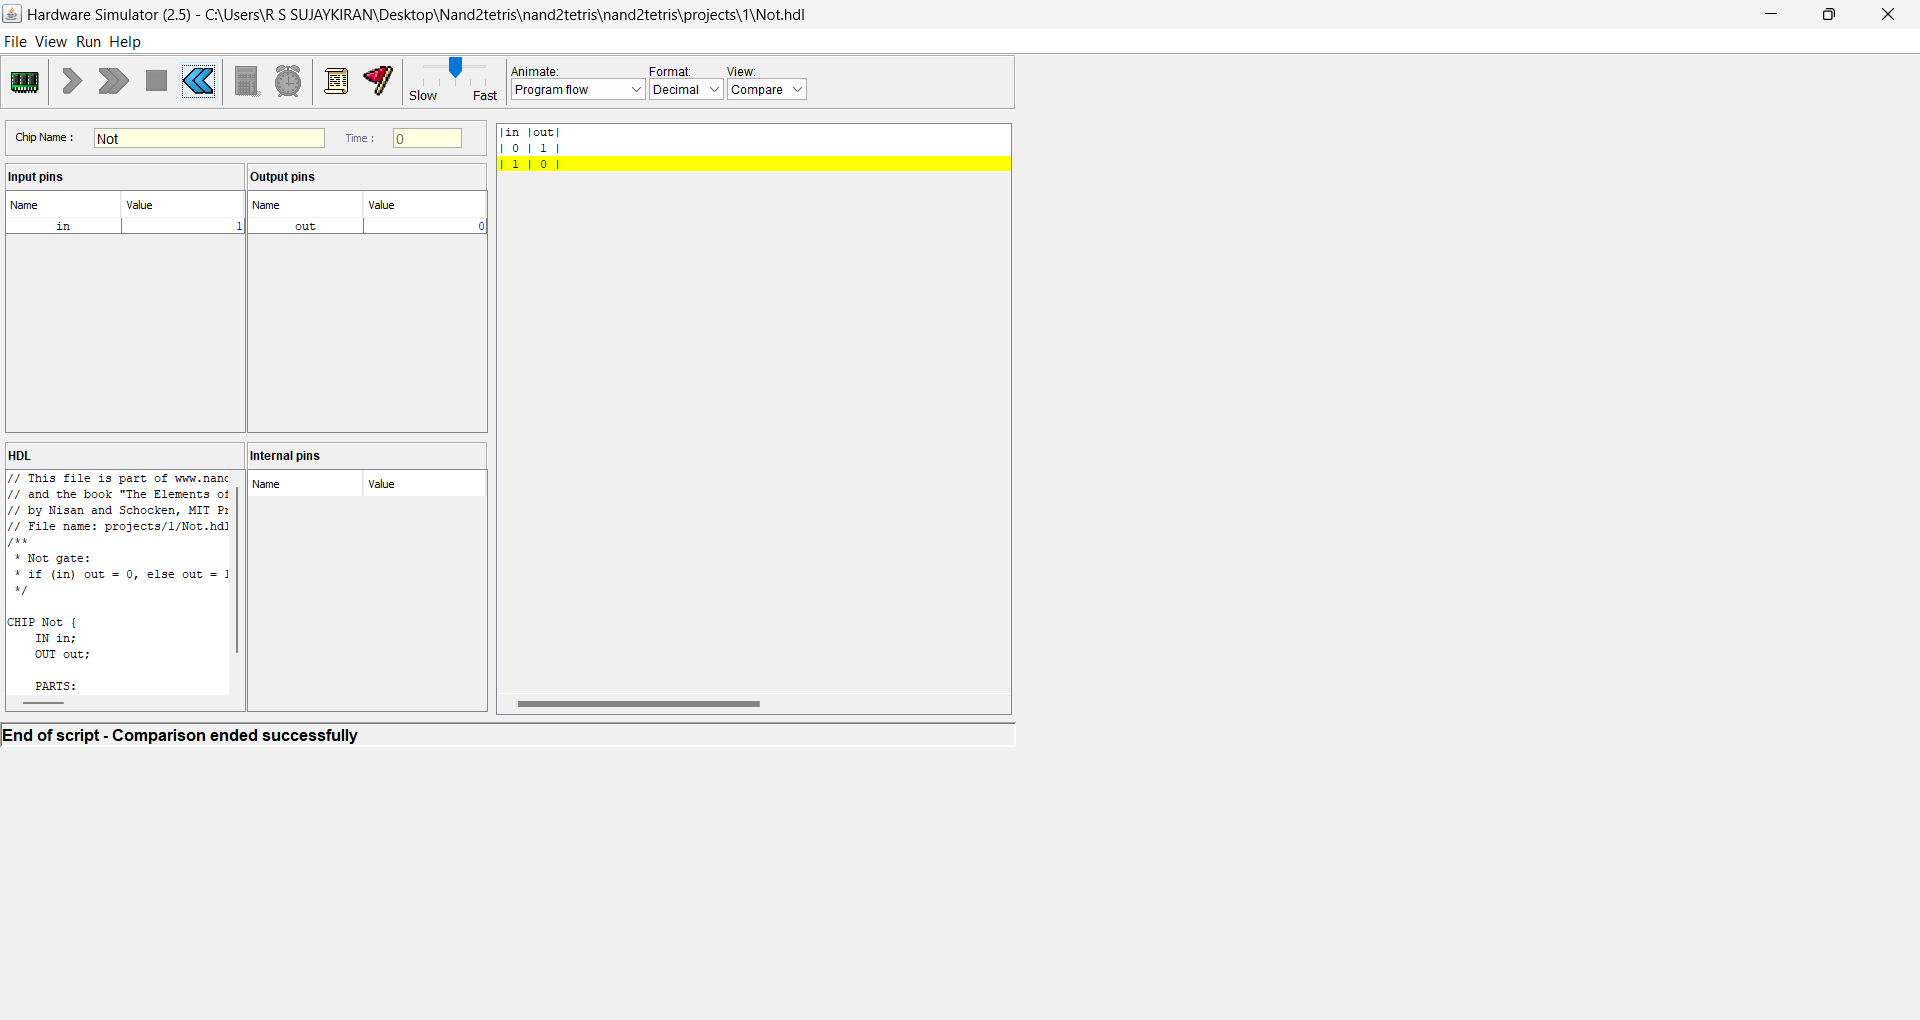 Hardware Simulator (2.5) - C:\Users\R S SUJAYKIRAN\Desktop\Nand2tetris\nand2tetris\nand2tetris\projects\1\Not.hdl
File View Run Help
Animate: Format: View:
Slow Fast Program flow Decimal Compare
Chip Name : Not Time : 0
Input pins Output pins
Name Value Name Value
in 1 out 0
|in |out|
| 0 | 1 |
| 1 | 0 |
HDL Internal pins
Name Value
// This file is part of www.nand
// and the book "The Elements of
// by Nisan and Schocken, MIT Pr
// File name: projects/1/Not.hdl
/**
* Not gate:
* if (in) out = 0, else out = 1
*/
CHIP Not {
IN in;
OUT out;
PARTS:
End of script - Comparison ended successfully